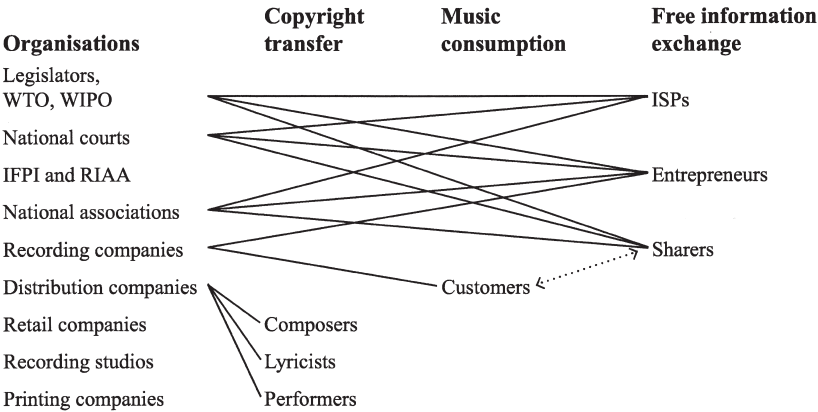 Organisations
Copyright
transfer
Music
consumption
Free information
exchange
Legislators,
WTO, WIPO
ISPs
National courts
IFPI and RIAA
Entrepreneurs
National associations
Recording companies
Sharers
Distribution companies
Customers
Retail companies
Composers
Recording studios
Lyricists
Printing companies
Performers